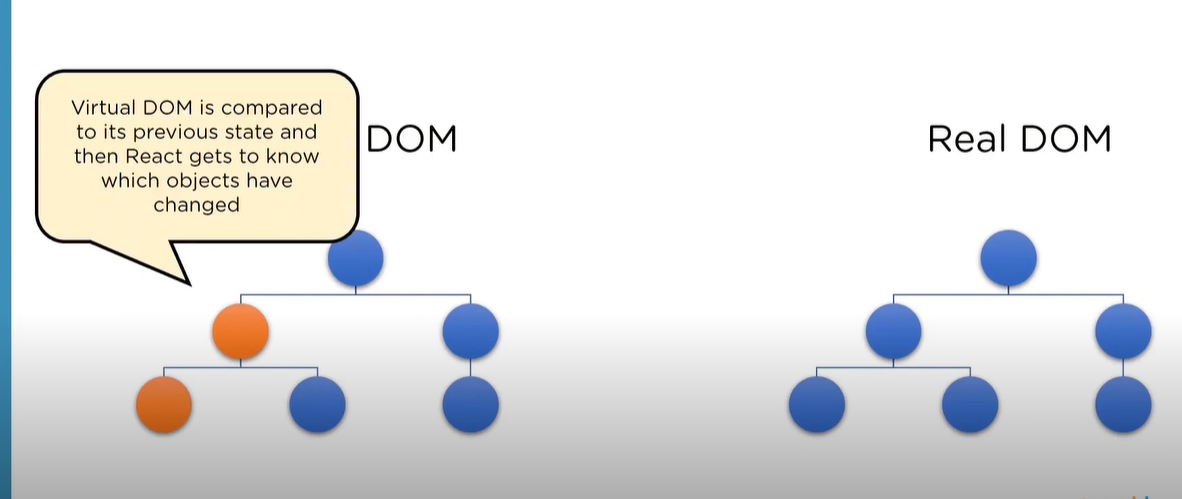 Virtual DOM is compared
to its previous state and
then React gets to know
which objects have
changed
DOM
Real DOM